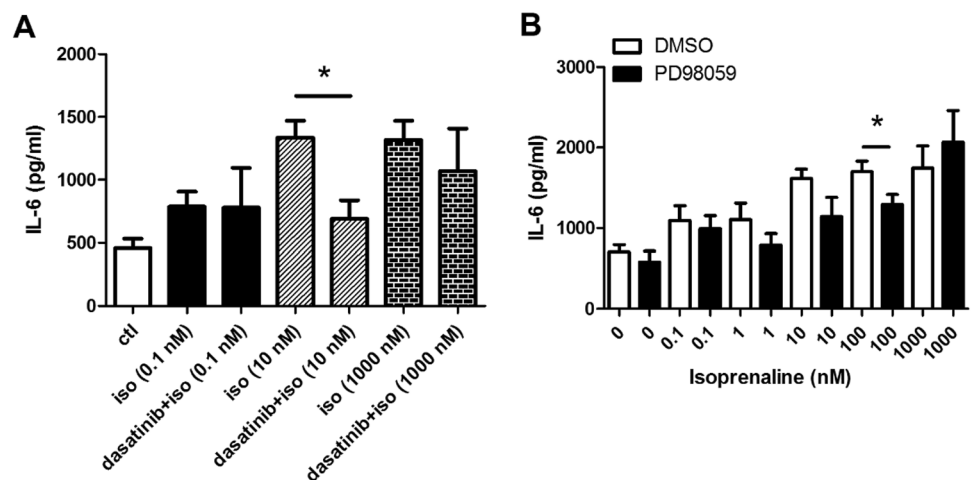 A
2000
1500
1000
500
0
IL-6 (pg/ml)
*
ctl
iso (0.1 nM)
dasatinib+iso (0.1 nM)
iso (10 nM)
dasatinib+iso (10 nM)
iso (1000 nM)
dasatinib+iso (1000 nM)
B
DMSO
PD98059
3000
2000
1000
0
IL-6 (pg/ml)
*
0 0 0.1 0.1 1 1 10 10 100 100 1000 1000
Isoprenaline (nM)